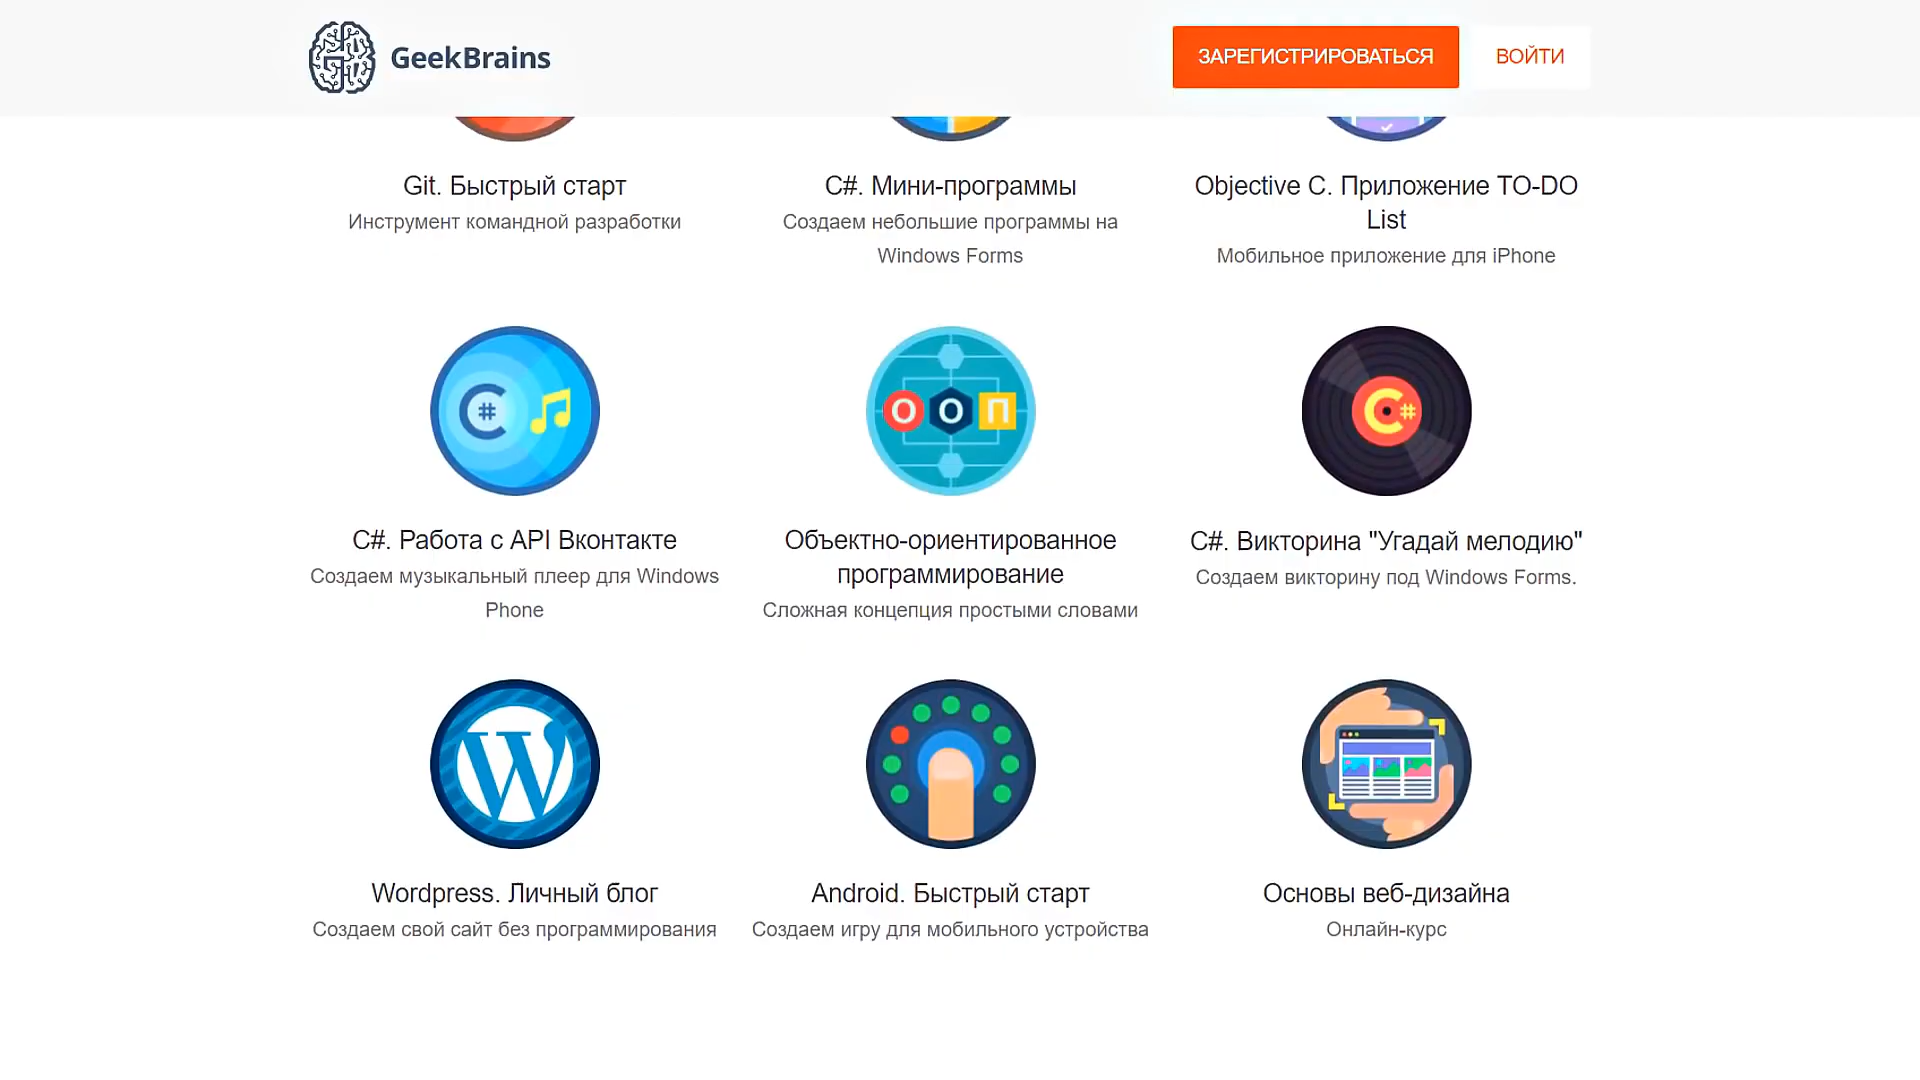 GeekBrains
ЗАРЕГИСТРИРОВАТЬСЯ
ВОЙТИ
Git. Быстрый старт
Инструмент командной разработки
C#. Мини-программы
Создаем небольшие программы на
Windows Forms
Objective C. Приложение TO-DO
List
Мобильное приложение для iPhone
C#
C#. Работа с API Вконтакте
Создаем музыкальный плеер для Windows
Phone
ООП
Объектно-ориентированное
программирование
Сложная концепция простыми словами
C#
C#. Викторина "Угадай мелодию"
Создаем викторину под Windows Forms.
W
Wordpress. Личный блог
Создаем свой сайт без программирования
Android. Быстрый старт
Создаем игру для мобильного устройства
Основы веб-дизайна
Онлайн-курс